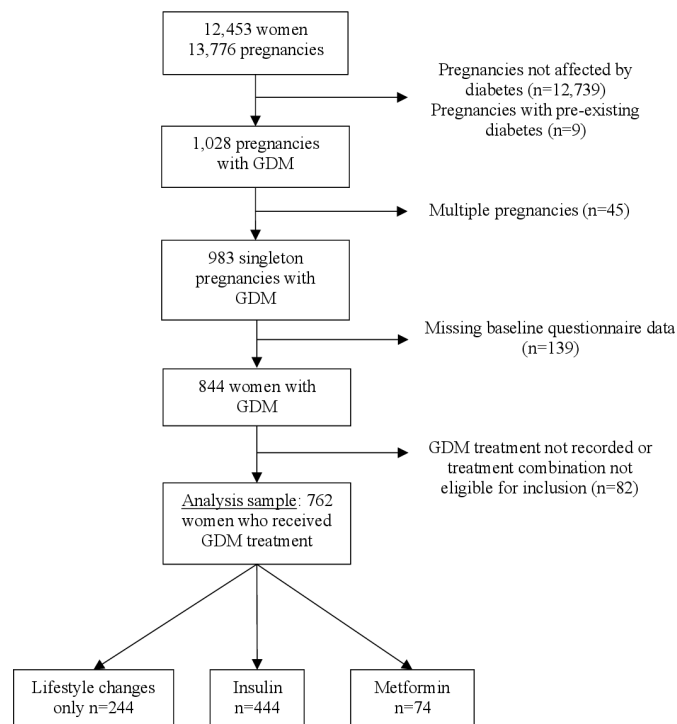 12,453 women
13,776 pregnancies
Pregnancies not affected by
diabetes (n=12,739)
Pregnancies with pre-existing
diabetes (n=9)
1,028 pregnancies
with GDM
Multiple pregnancies (n=45)
983 singleton
pregnancies with
GDM
Missing baseline questionnaire data
(n=139)
844 women with
GDM
GDM treatment not recorded or
treatment combination not
eligible for inclusion (n=82)
Analysis sample: 762
women who received
GDM treatment
Lifestyle changes
only n=244
Insulin
n=444
Metformin
n=74